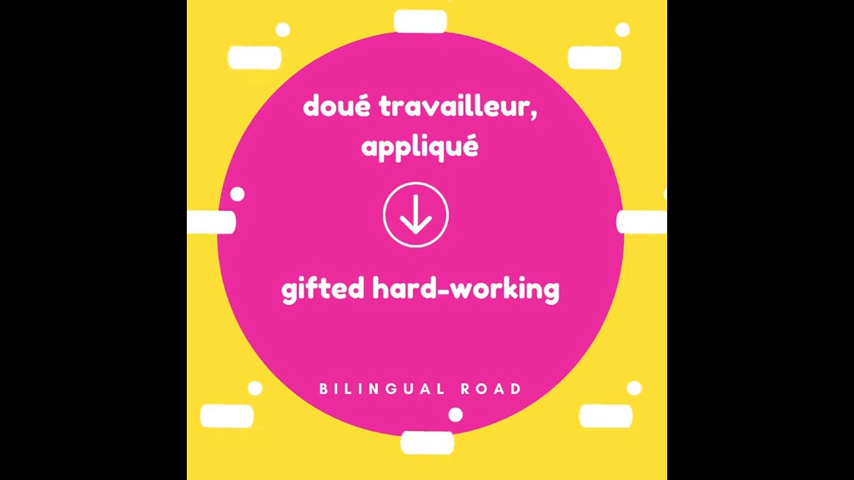 doué travailleur,
appliqué
gifted hard-working
BILINGUAL ROAD